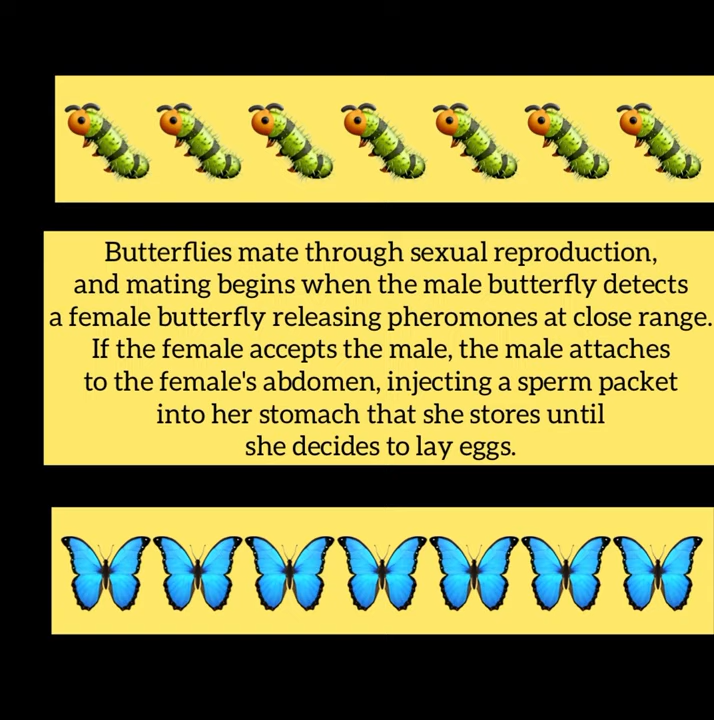 Butterflies mate through sexual reproduction,
and mating begins when the male butterfly detects
a female butterfly releasing pheromones at close range.
If the female accepts the male, the male attaches
to the female's abdomen, injecting a sperm packet
into her stomach that she stores until
she decides to lay eggs.